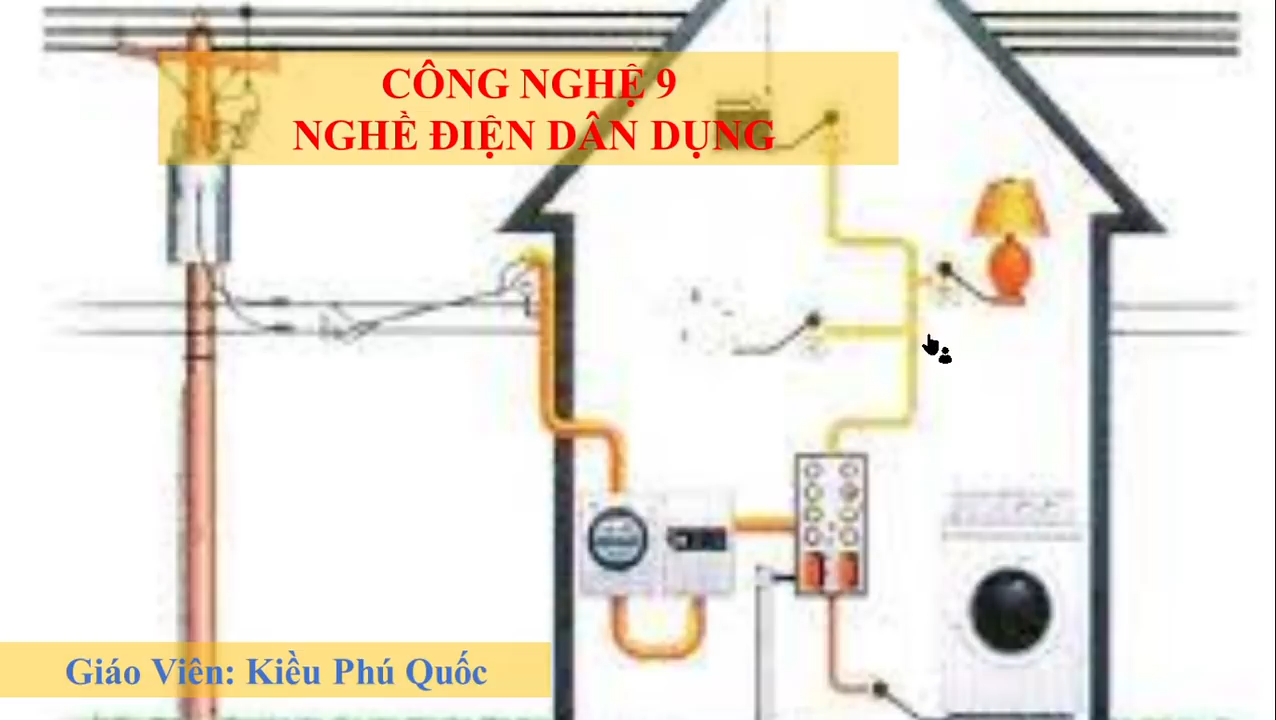 CÔNG NGHỆ 9
NGHỀ ĐIỆN DÂN DỤNG
Giáo Viên: Kiều Phú Quốc